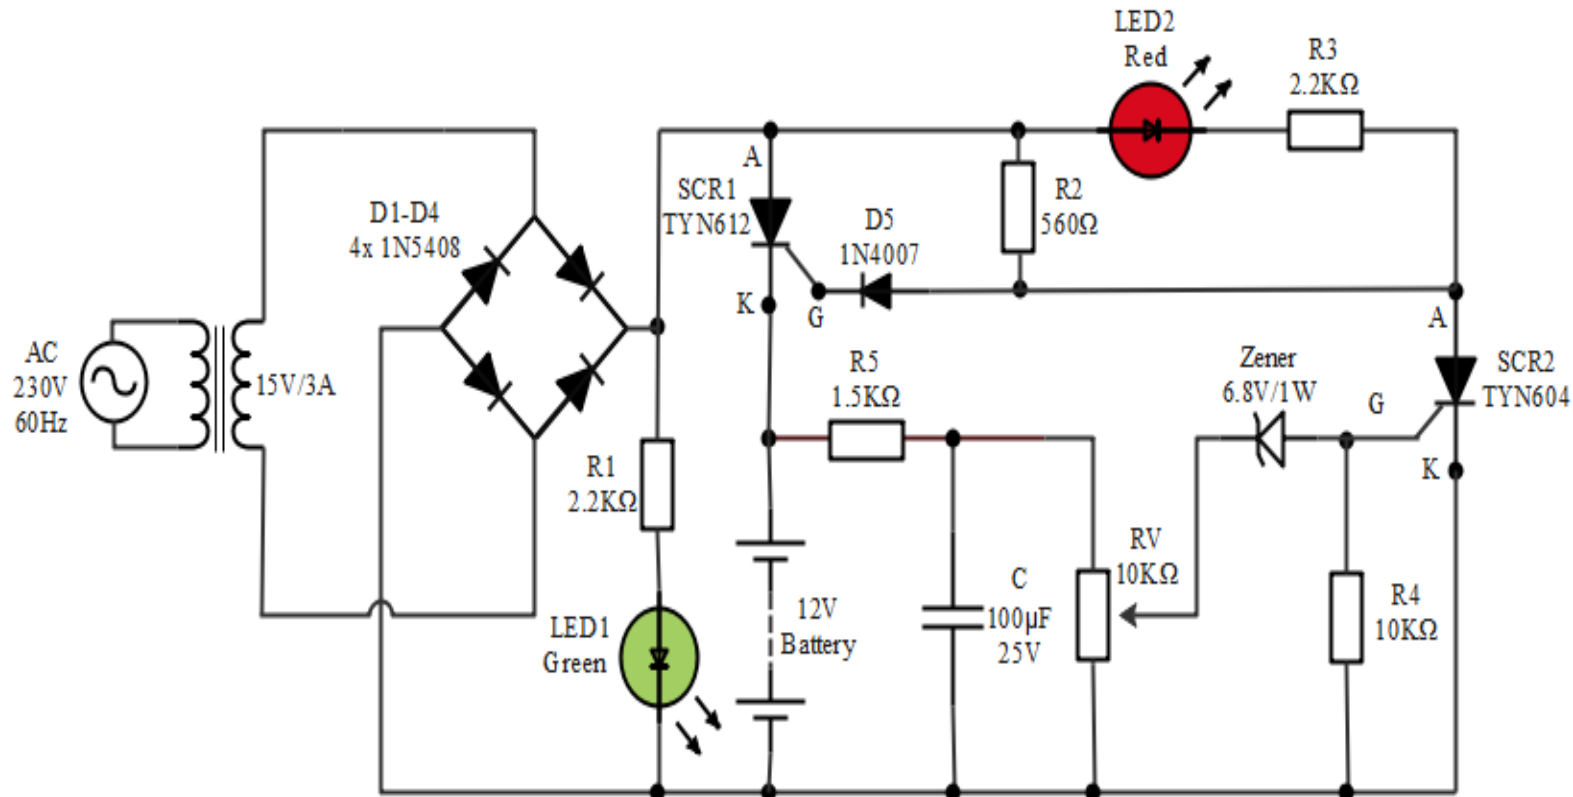 LED2
Red
R3
2.2KΩ
A
SCR1
TYN612
D1-D4
4x 1N5408
D5
1N4007
R2
560Ω
K
G
A
AC
230V
60Hz
15V/3A
R5
1.5KΩ
Zener
6.8V/1W
SCR2
TYN604
G
K
R1
2.2KΩ
RV
10KΩ
C
100µF
25V
12V
Battery
R4
10KΩ
LED1
Green